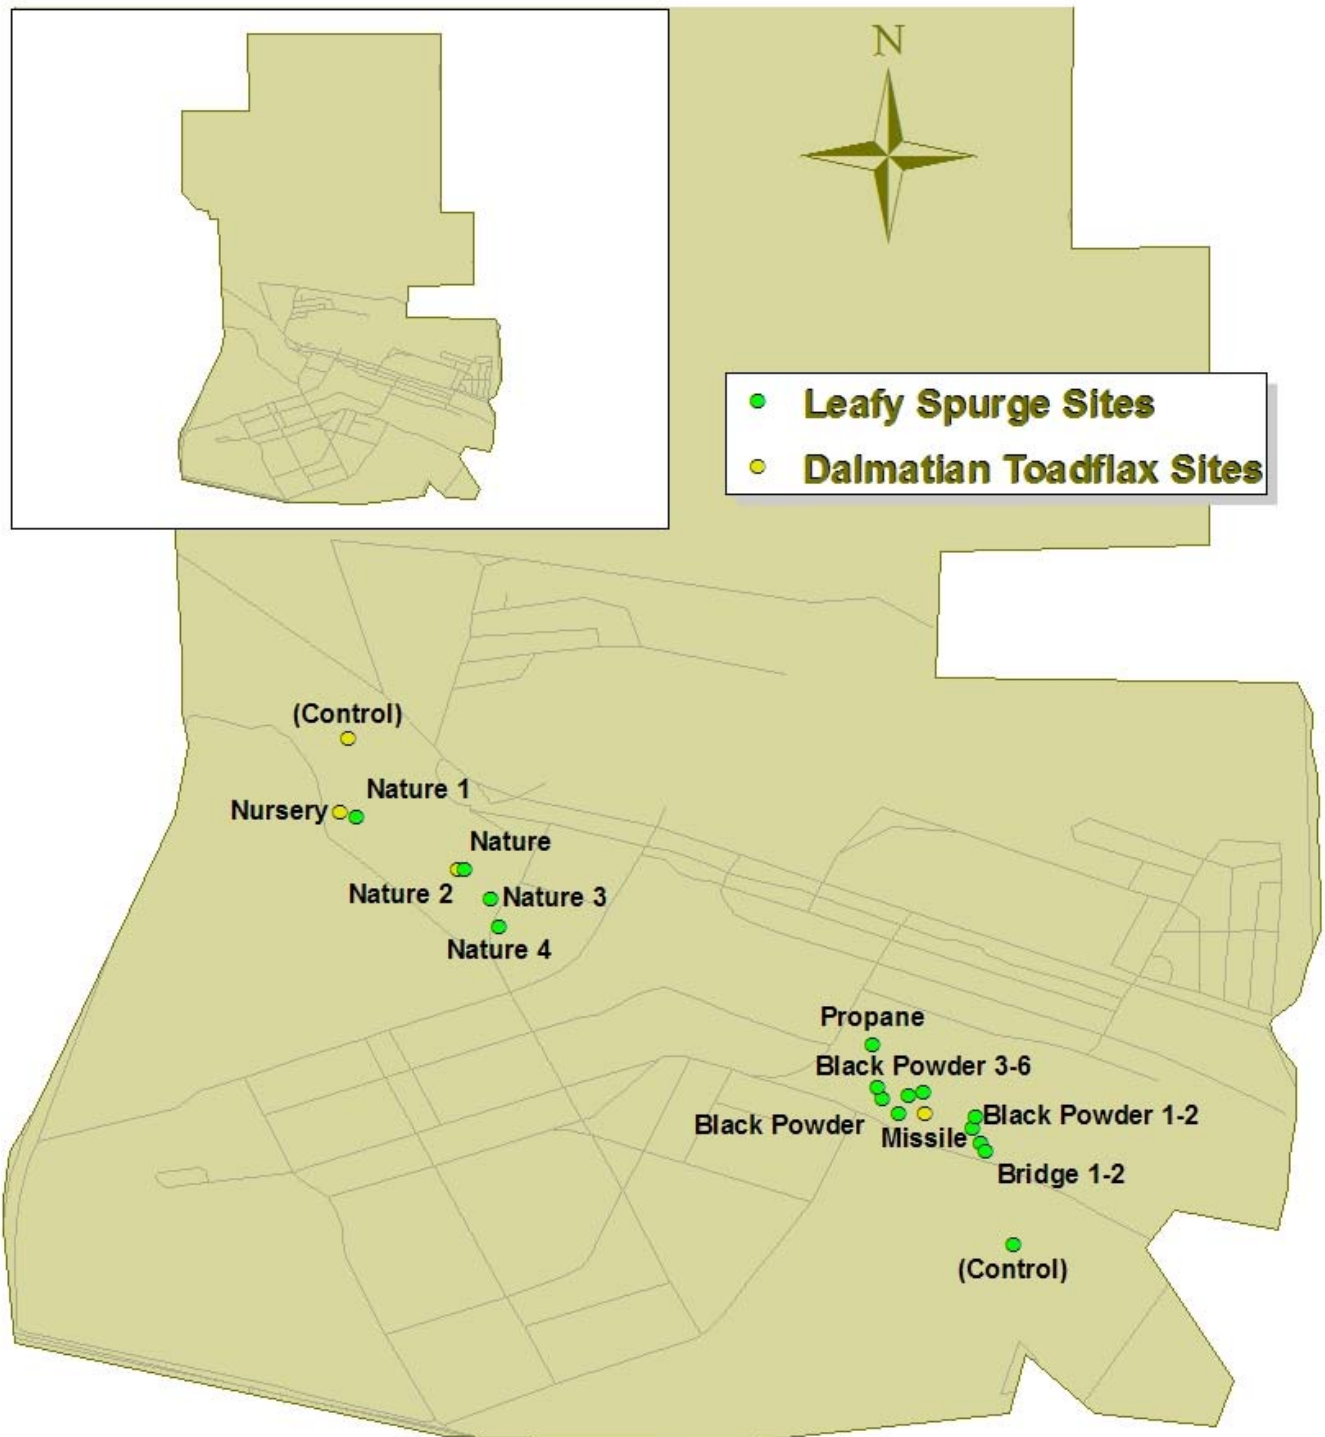 N
Leafy Spurge Sites
Dalmatian Toadflax Sites
(Control)
Nature 1
Nursery
Nature
Nature 2
Nature 3
Nature 4
Propane
Black Powder 3-6
Black Powder 1-2
Black Powder
Missile
Bridge 1-2
(Control)